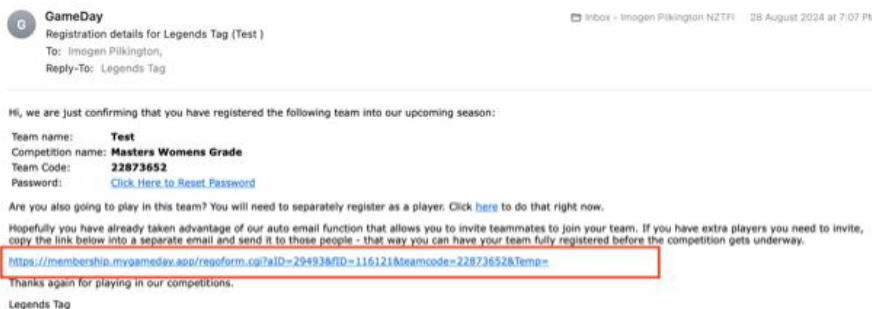 G
GameDay
Inbox - Imogen Pilkington NZTFI 28 August 2024 at 7:07 PM
Registration details for Legends Tag (Test )
To: Imogen Pilkington,
Reply-To: Legends Tag
Hi, we are just confirming that you have registered the following team into our upcoming season:
Team name: Test
Competition name: Masters Womens Grade
Team Code: 22873652
Password: Click Here to Reset Password
Are you also going to play in this team? You will need to separately register as a player. Click here to do that right now.
Hopefully you have already taken advantage of our auto email function that allows you to invite teammates to join your team. If you have extra players you need to invite,
copy the link below into a separate email and send it to those people - that way you can have your team fully registered before the competition gets underway.
https://membership.mygameday.app/regoform.cgi?aID=29493&fID=116121&teamcode=22873652&Temp=
Thanks again for playing in our competitions.
Legends Tag